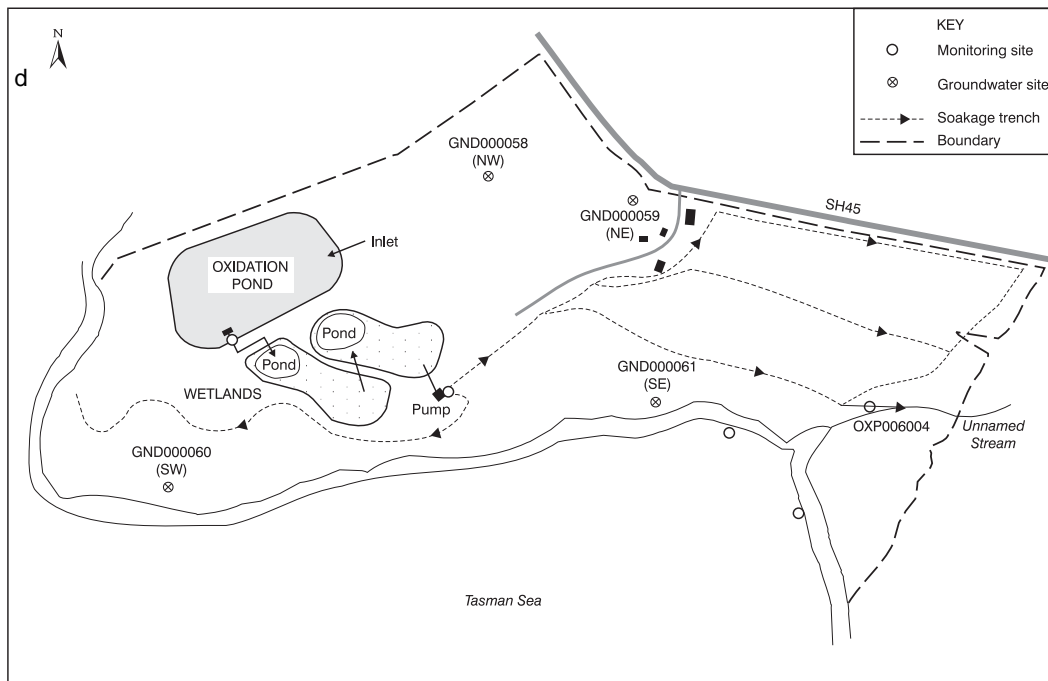 N
d
KEY
Monitoring site
Groundwater site
Soakage trench
Boundary
GND000058
(NW)
GND000059
(NE)
SH45
Inlet
OXIDATION
POND
Pond
Pond
WETLANDS
Pump
GND000061
(SE)
OXP006004
Unnamed
Stream
GND000060
(SW)
Tasman Sea